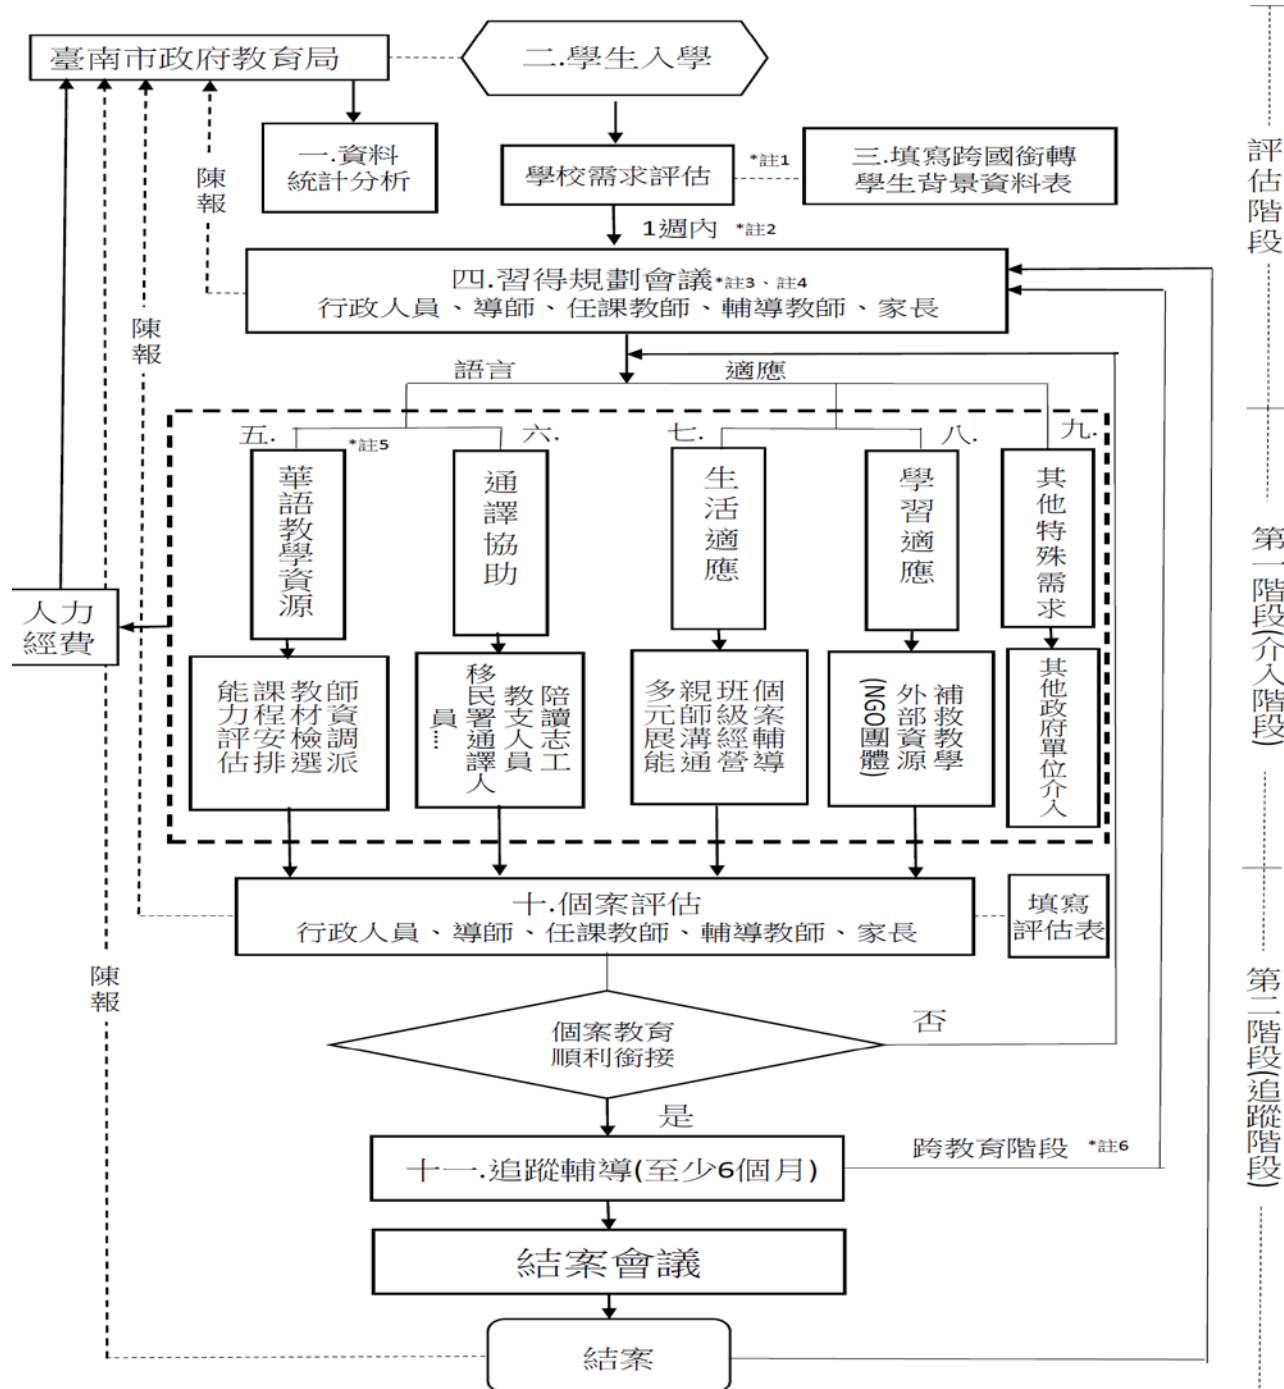 臺南市政府教育局
二.學生入學
一.資料
統計分析
學校需求評估
*註1
三.填寫跨國銜轉
學生背景資料表
陳報
1週內 *註2
四.習得規劃會議*註3、註4
行政人員、導師、任課教師、輔導教師、家長
陳報
語言
適應
五.
*註5
六.
七.
八.
九.
華語教學資源
通譯協助
生活適應
學習適應
其他特殊需求
人力
經費
師資調派
教材檢選
課程安排
能力評估
陪讀志工
教支人員
移民署通譯人
員....
個案輔導
班級經營
親師溝通
多元展能
補救教學
外部資源
(NGO團體)
其他政府單位介入
十.個案評估
行政人員、導師、任課教師、輔導教師、家長
填寫
評估表
陳報
個案教育
順利銜接
否
是
十一.追蹤輔導(至少6個月)
跨教育階段 *註6
結案會議
結案
評估階段
第一階段(介入階段)
第二階段(追蹤階段)